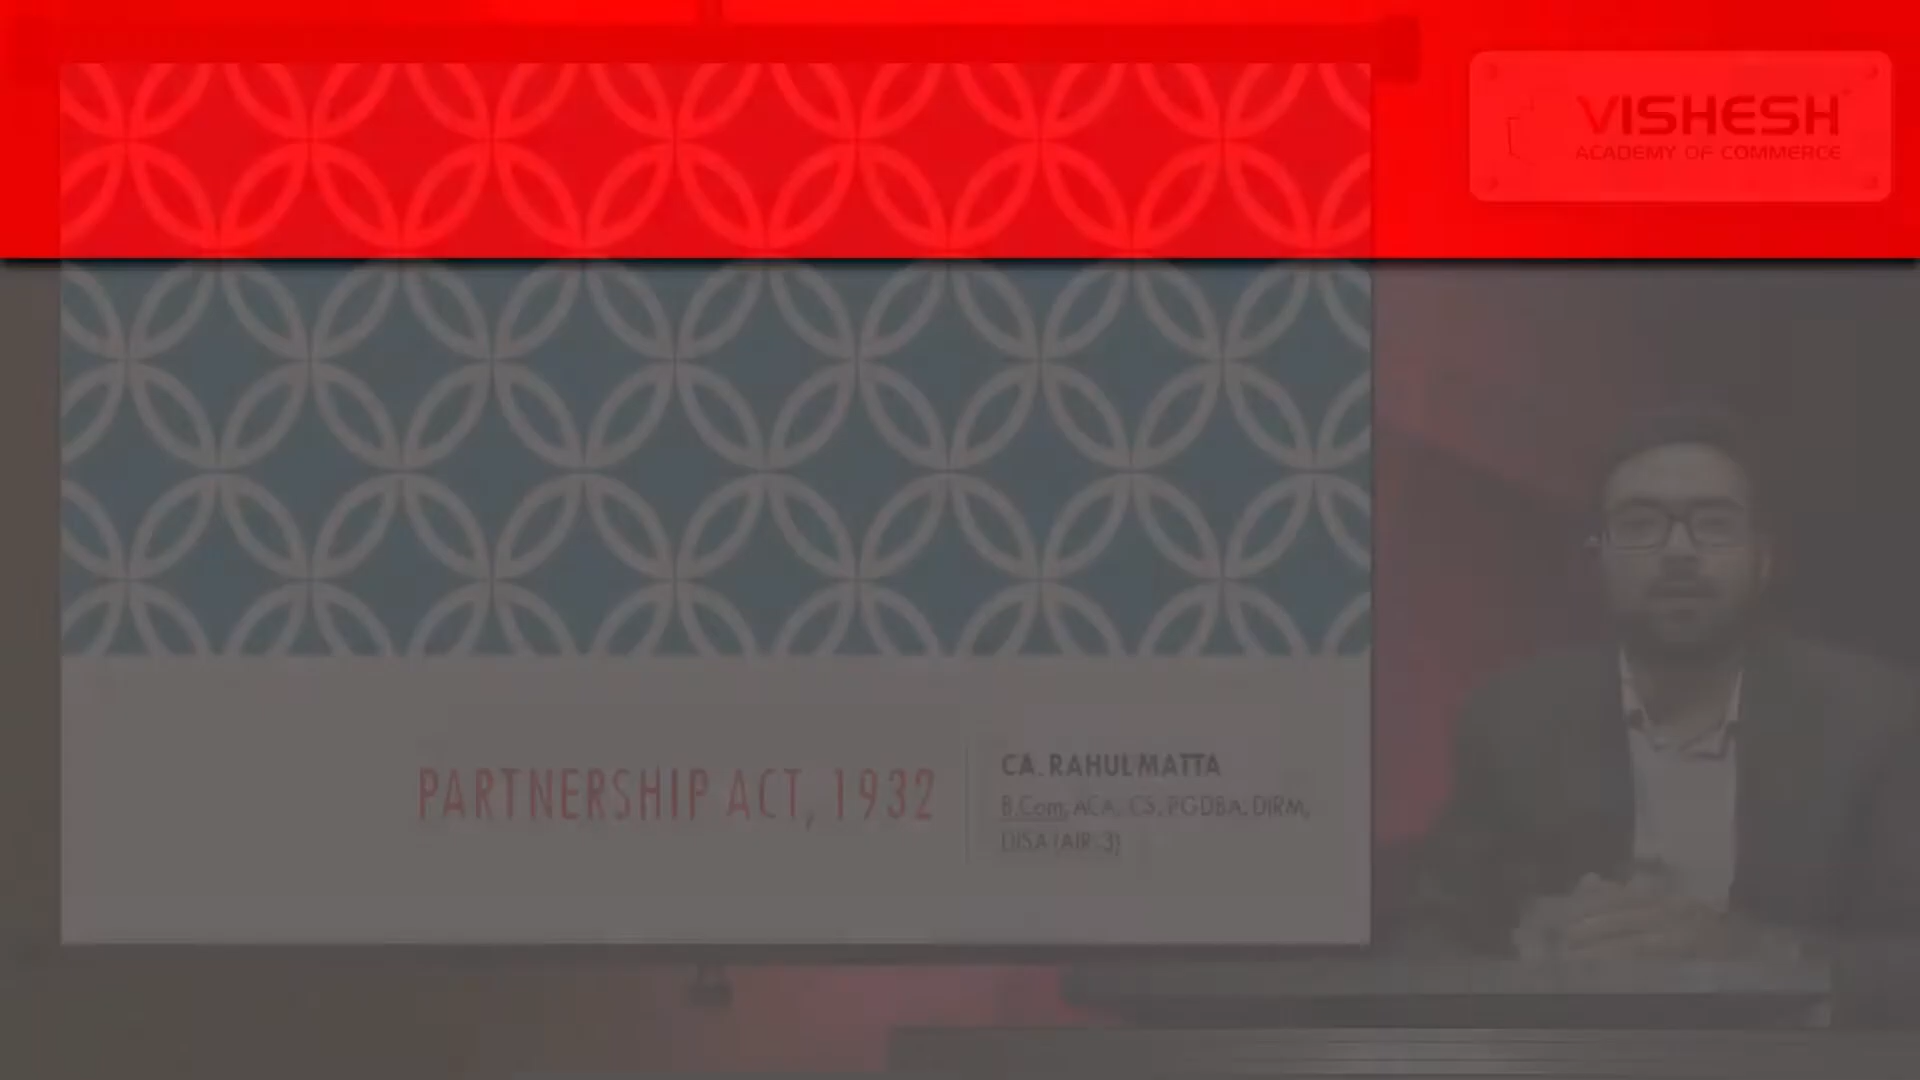 VISHESH
ACADEMY OF COMMERCE
PARTNERSHIP ACT, 1932
CA. RAHUL MATTA
B.Com, ACA, CS, PGDBA, DIRM,
DISA (AIR-3)